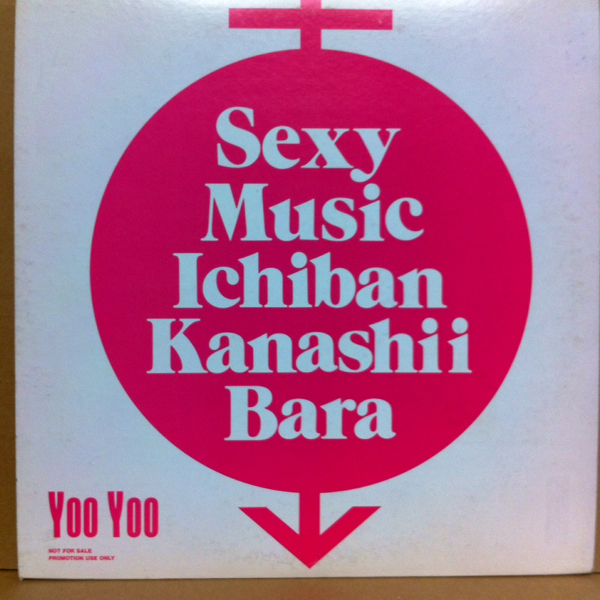 Sexy
Music
Ichiban
Kanashii
Bara
YOO YOO
NOT FOR SALE
PROMOTION USE ONLY